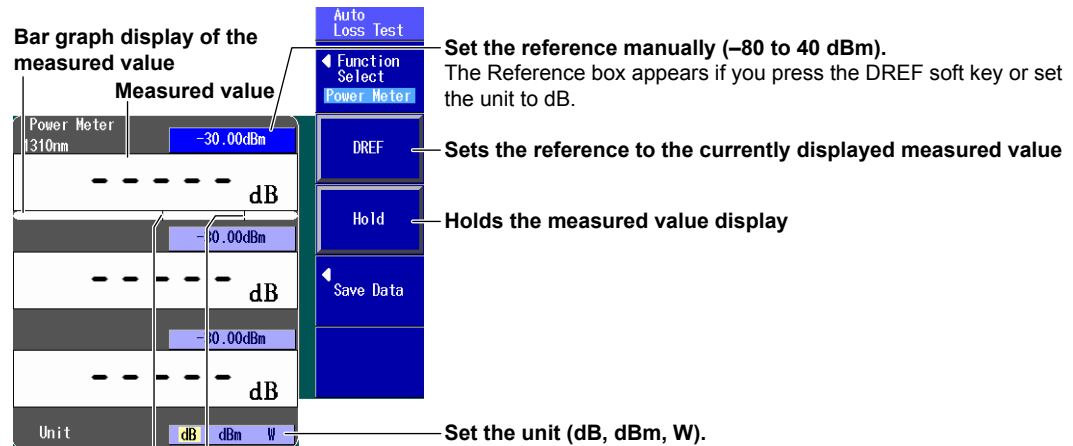 Auto
Loss Test
Bar graph display of the
measured value
Measured value
Set the reference manually (–80 to 40 dBm).
The Reference box appears if you press the DREF soft key or set
the unit to dB.
Function
Select
Power Meter
Power Meter
1310nm
-30.00dBm
DREF
Sets the reference to the currently displayed measured value
- - - - - dB
Hold
Holds the measured value display
-30.00dBm
- - - - - dB
Save Data
-30.00dBm
- - - - - dB
Unit dB dBm W
Set the unit (dB, dBm, W).